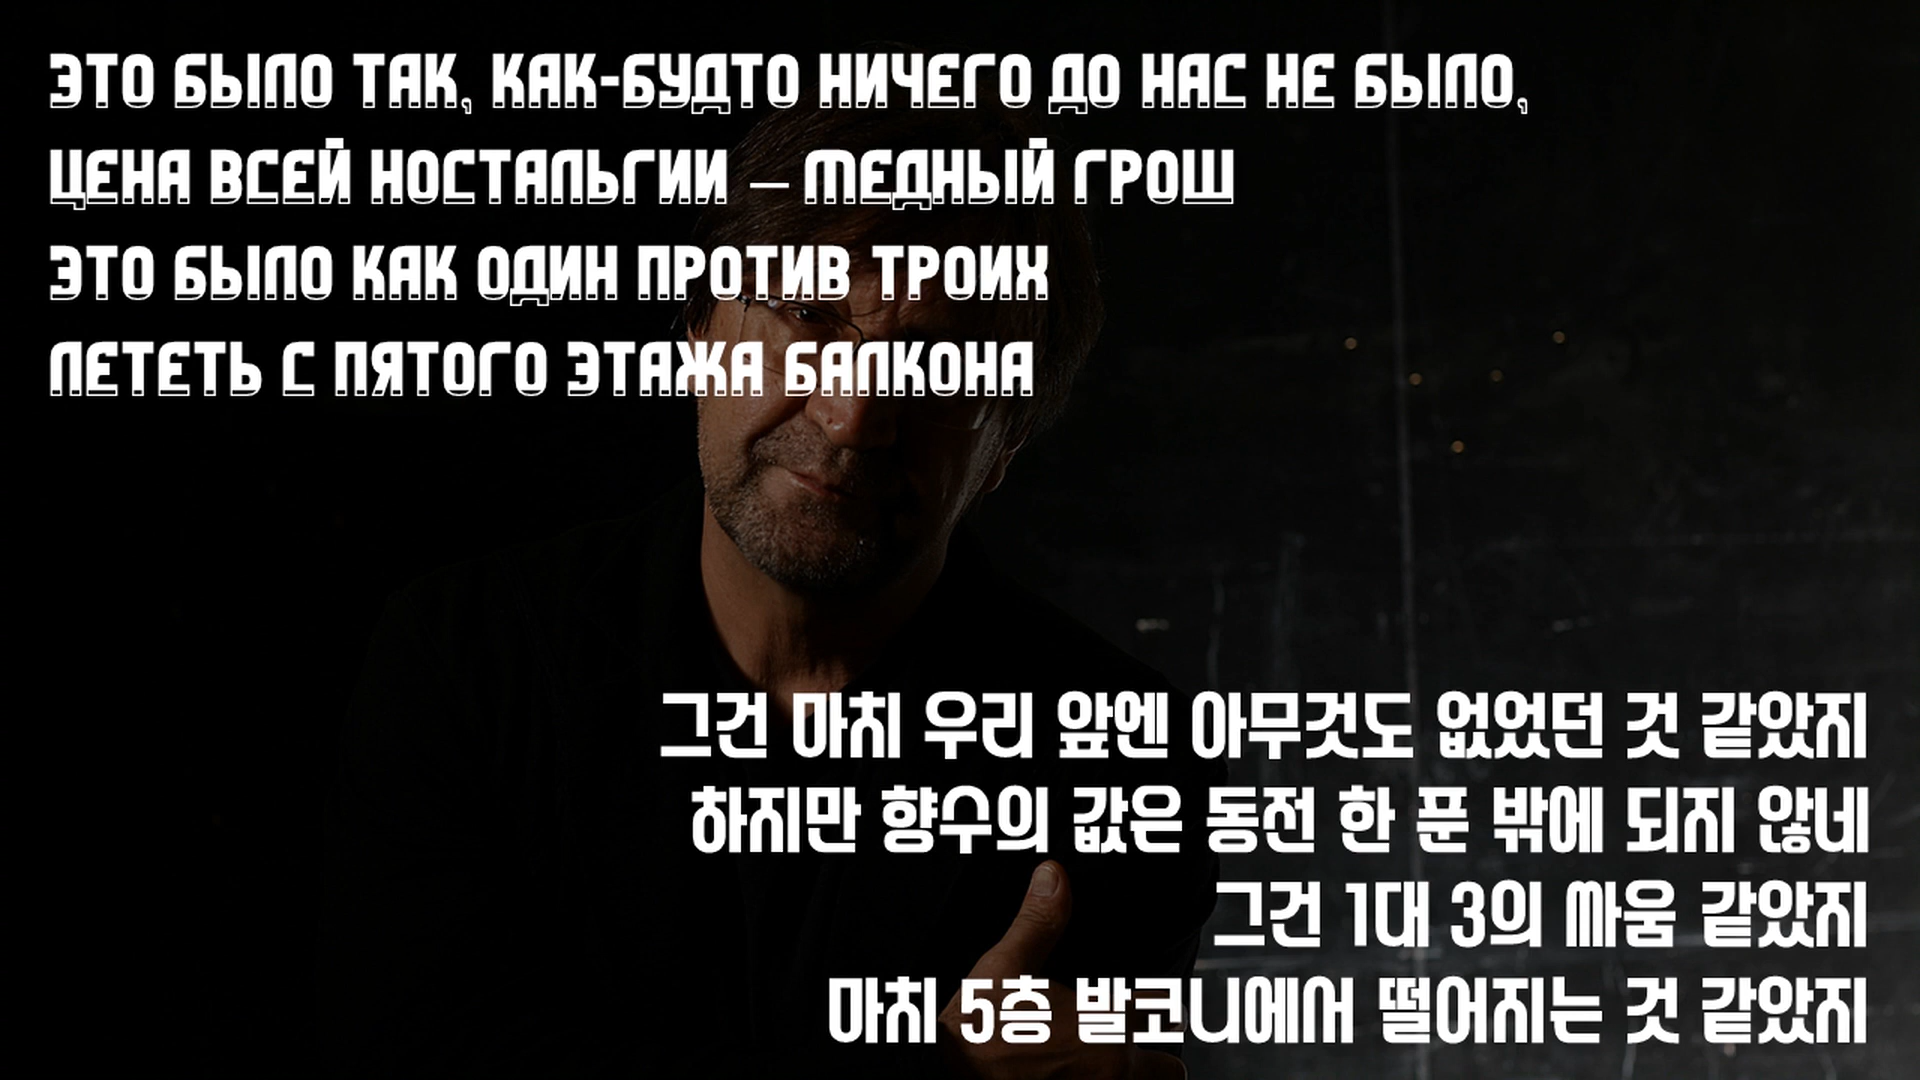 ЭТО БЫЛО ТАК, КАК-БУДТО НИЧЕГО ДО НАС НЕ БЫЛО,
ЦЕНА ВСЕЙ НОСТАЛЬГИИ – МЕДНЫЙ ГРОШ
ЭТО БЫЛО КАК ОДИН ПРОТИВ ТРОИХ
ЛЕТЕТЬ С ПЯТОГО ЭТАЖА БАЛКОНА
그건 마치 우리 앞엔 아무것도 없었던 것 같았지
하지만 향수의 값은 동전 한 푼 밖에 되지 않네
그건 1대 3의 싸움 같았지
마치 5층 발코니에서 떨어지는 것 같았지